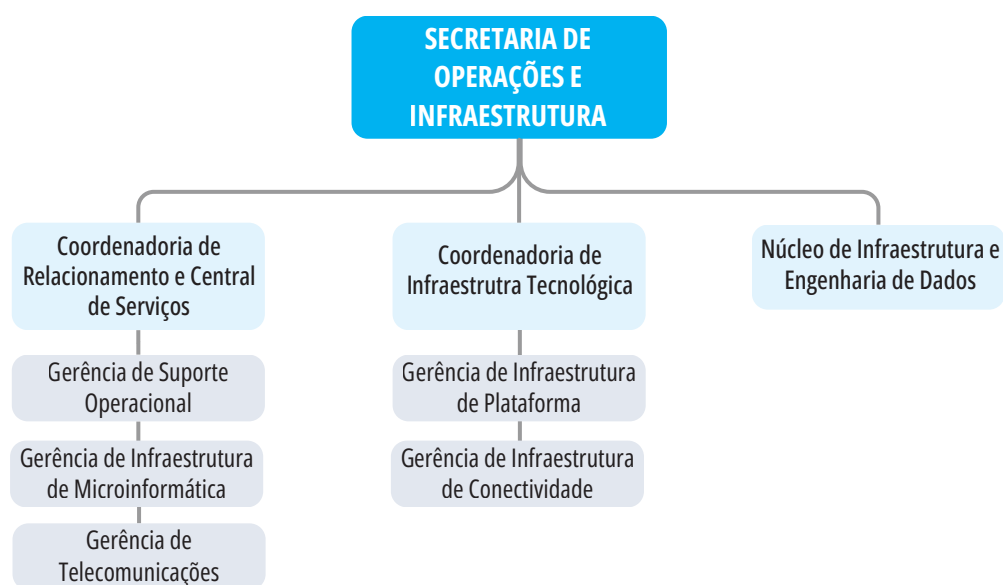 SECRETARIA DE
OPERAÇÕES E
INFRAESTRUTURA
Coordenadoria de
Relacionamento e Central
de Serviços
Gerência de Suporte
Operacional
Gerência de Infraestrutura
de Microinformática
Gerência de
Telecomunicações
Coordenadoria de
Infraestrutra Tecnológica
Gerência de Infraestrutura
de Plataforma
Gerência de Infraestrutura
de Conectividade
Núcleo de Infraestrutura e
Engenharia de Dados